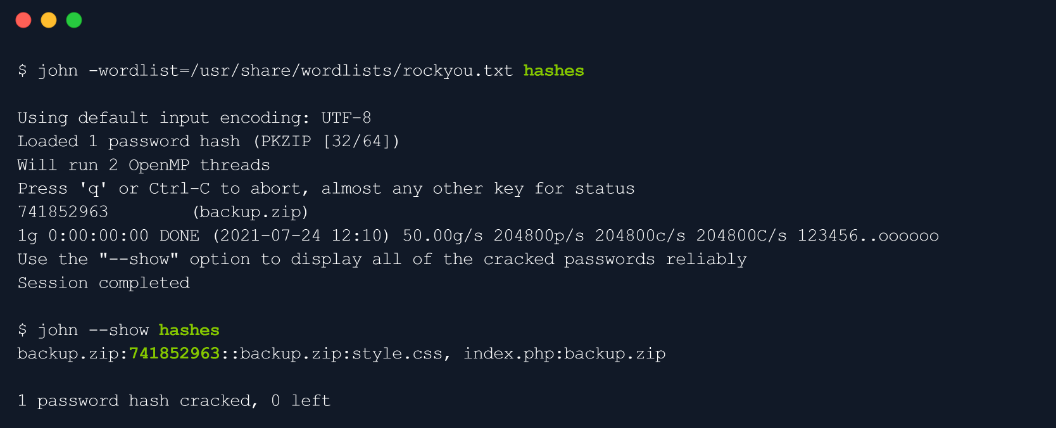 $ john -wordlist=/usr/share/wordlists/rockyou.txt hashes
Using default input encoding: UTF-8
Loaded 1 password hash (PKZIP [32/64])
Will run 2 OpenMP threads
Press 'q' or Ctrl-C to abort, almost any other key for status
741852963        (backup.zip)
1g 0:00:00:00 DONE (2021-07-24 12:10) 50.00g/s 204800p/s 204800c/s 204800C/s 123456..oooooo
Use the "--show" option to display all of the cracked passwords reliably
Session completed
$ john --show hashes
backup.zip:741852963::backup.zip:style.css, index.php:backup.zip
1 password hash cracked, 0 left